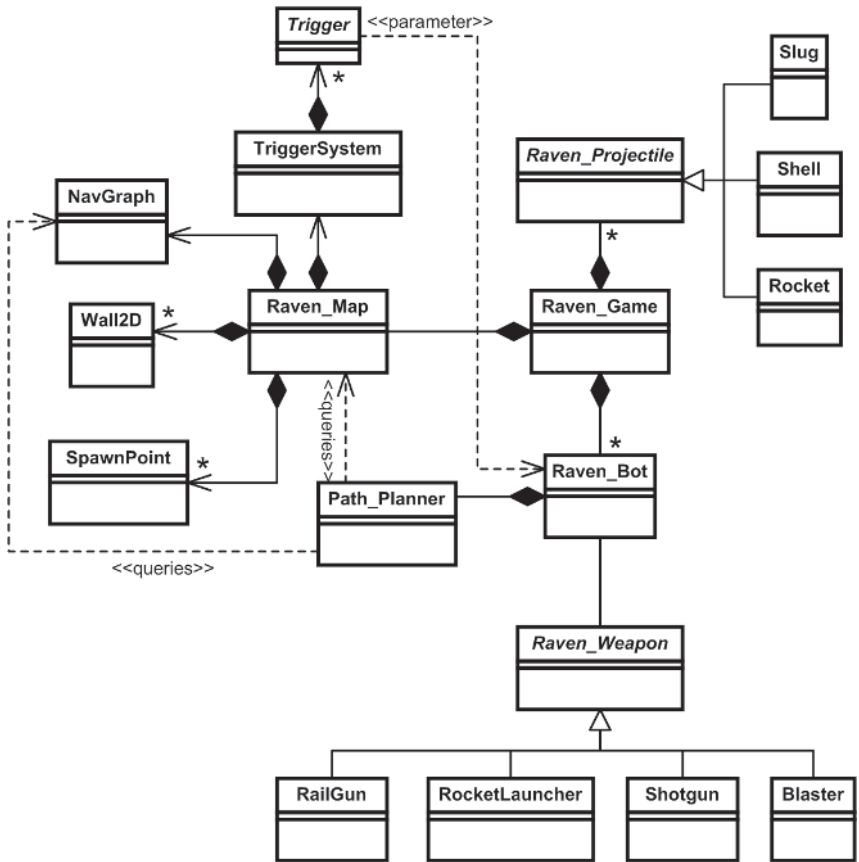 Trigger
<<parameter>>
*
Slug
TriggerSystem
Raven_Projectile
Shell
NavGraph
*
Rocket
Raven_Map
Raven_Game
Wall2D
*
<<queries>>
*
SpawnPoint
*
Raven_Bot
Path_Planner
<<queries>>
Raven_Weapon
RailGun
RocketLauncher
Shotgun
Blaster